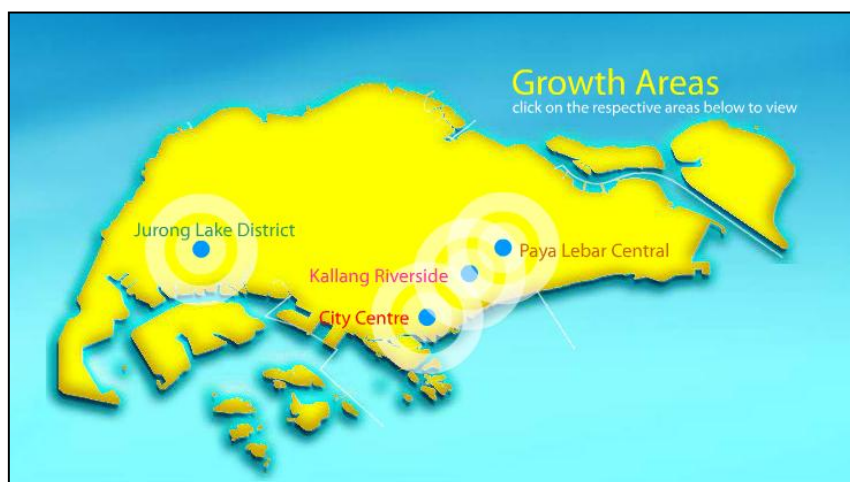 Growth Areas
click on the respective areas below to view
Jurong Lake District
Paya Lebar Central
Kallang Riverside
City Centre